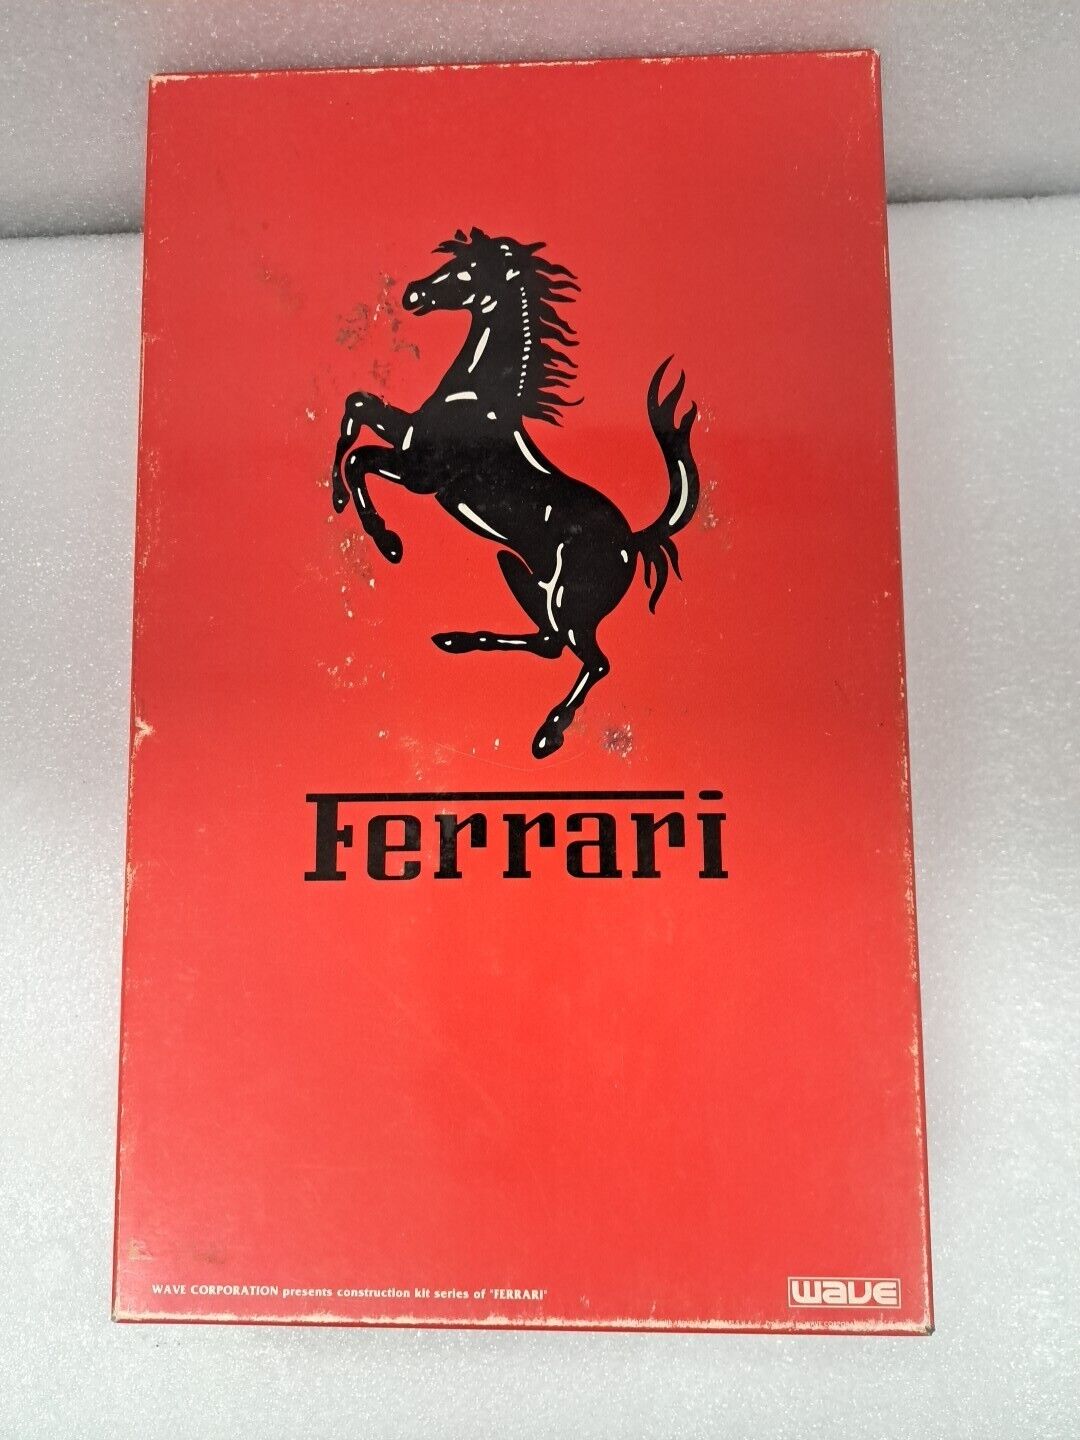 Ferrari
WAVE CORPORATION presents construction kit series of "FERRARI"
wave